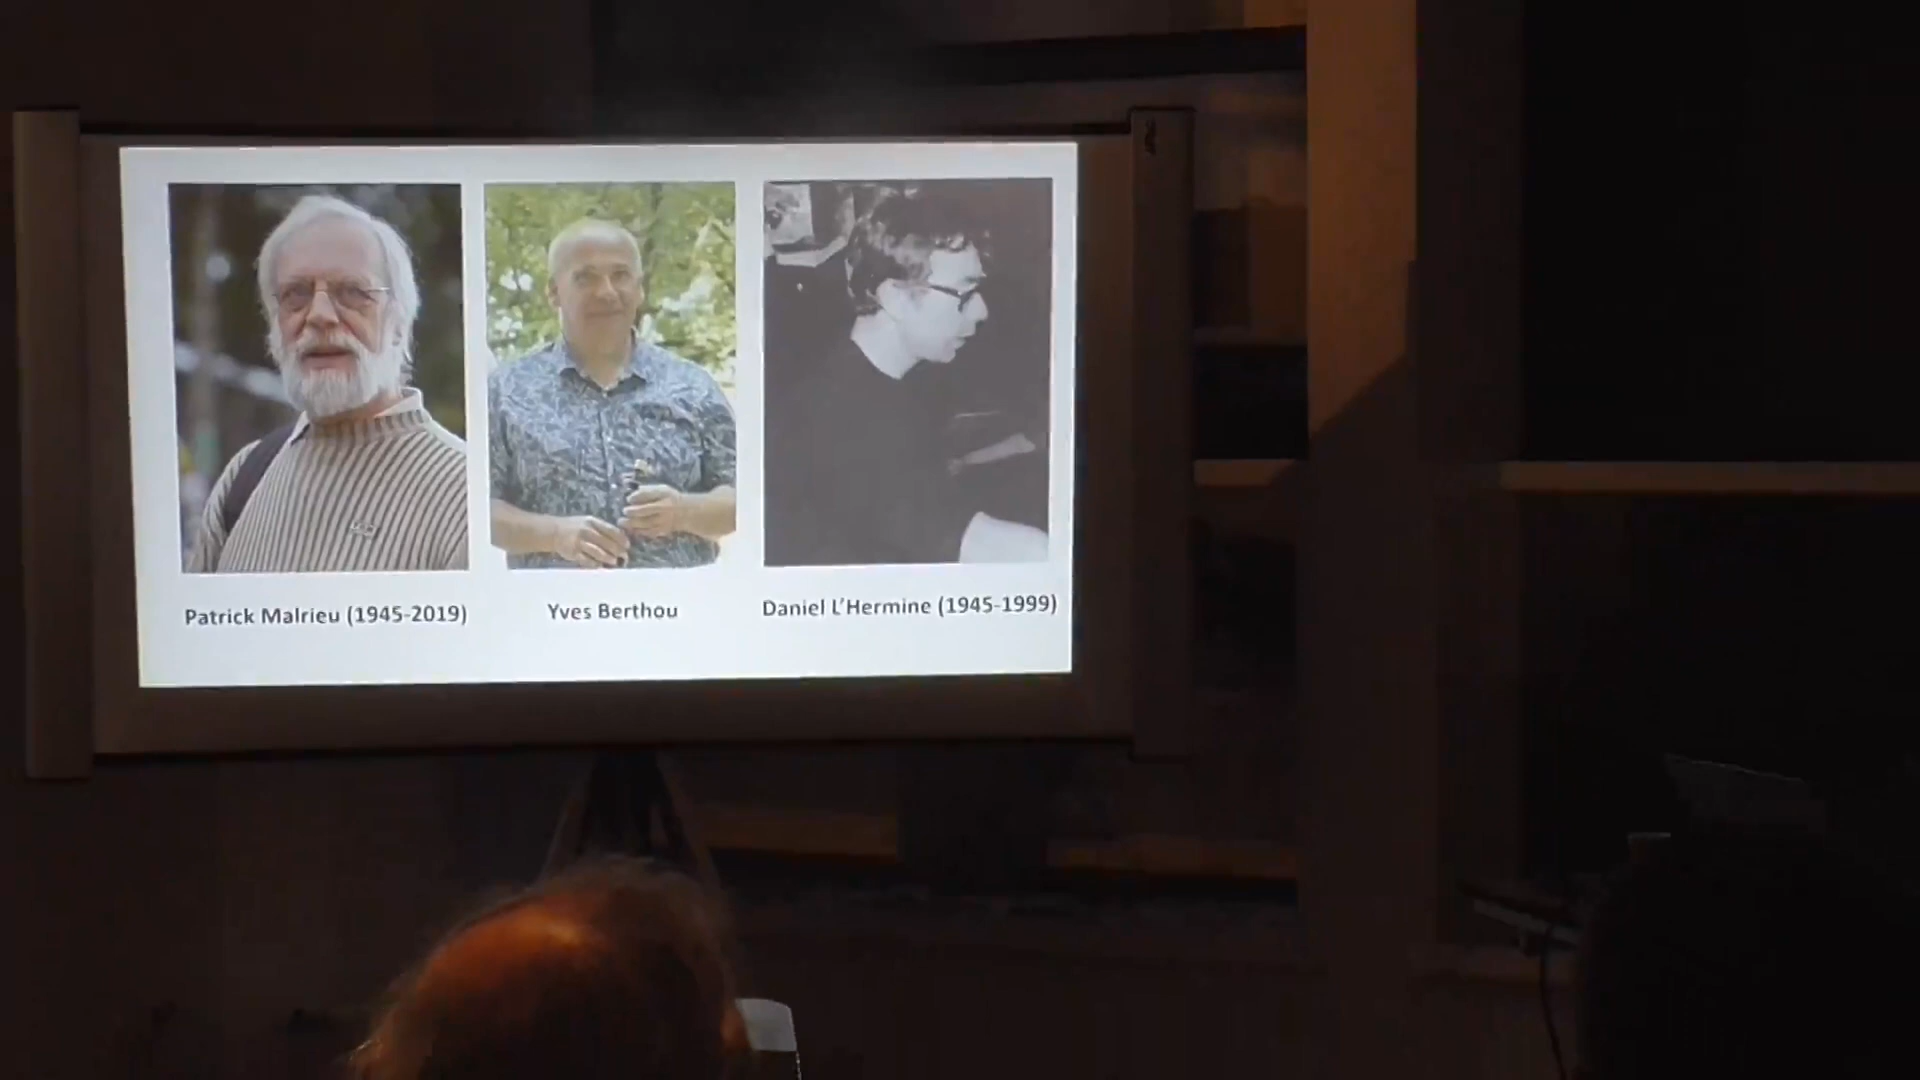 Patrick Malrieu (1945-2019)
Yves Berthou
Daniel L'Hermine (1945-1999)